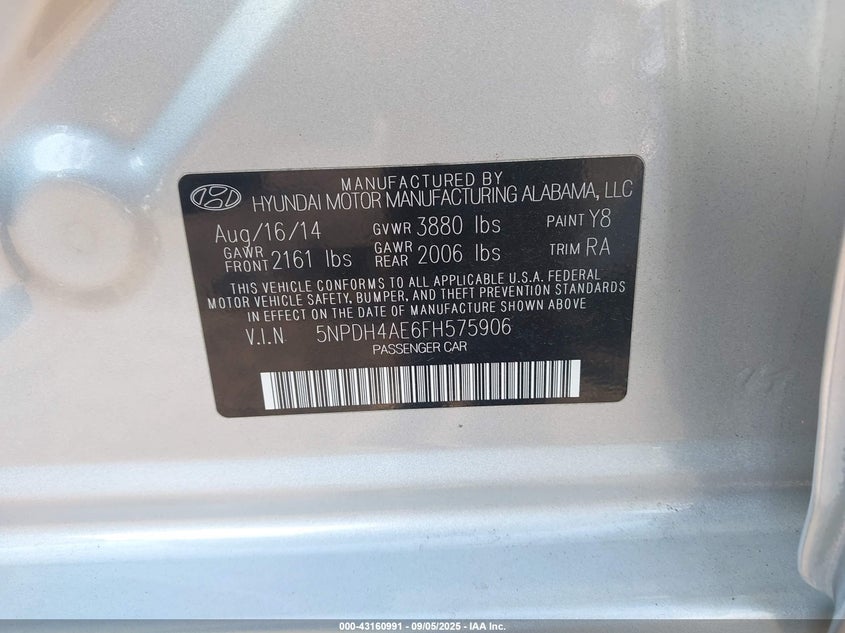 MANUFACTURED BY
HYUNDAI MOTOR MANUFACTURING ALABAMA, LLC
Aug/16/14 GVWR 3880 lbs PAINT Y8
GAWR FRONT 2161 lbs GAWR REAR 2006 lbs TRIM RA
THIS VEHICLE CONFORMS TO ALL APPLICABLE U.S.A. FEDERAL
MOTOR VEHICLE SAFETY, BUMPER, AND THEFT PREVENTION STANDARDS
IN EFFECT ON THE DATE OF MANUFACTURE SHOWN ABOVE
V.I.N 5NPDH4AE6FH575906
PASSENGER CAR
000-43160991 - 09/05/2025 - IAA Inc.